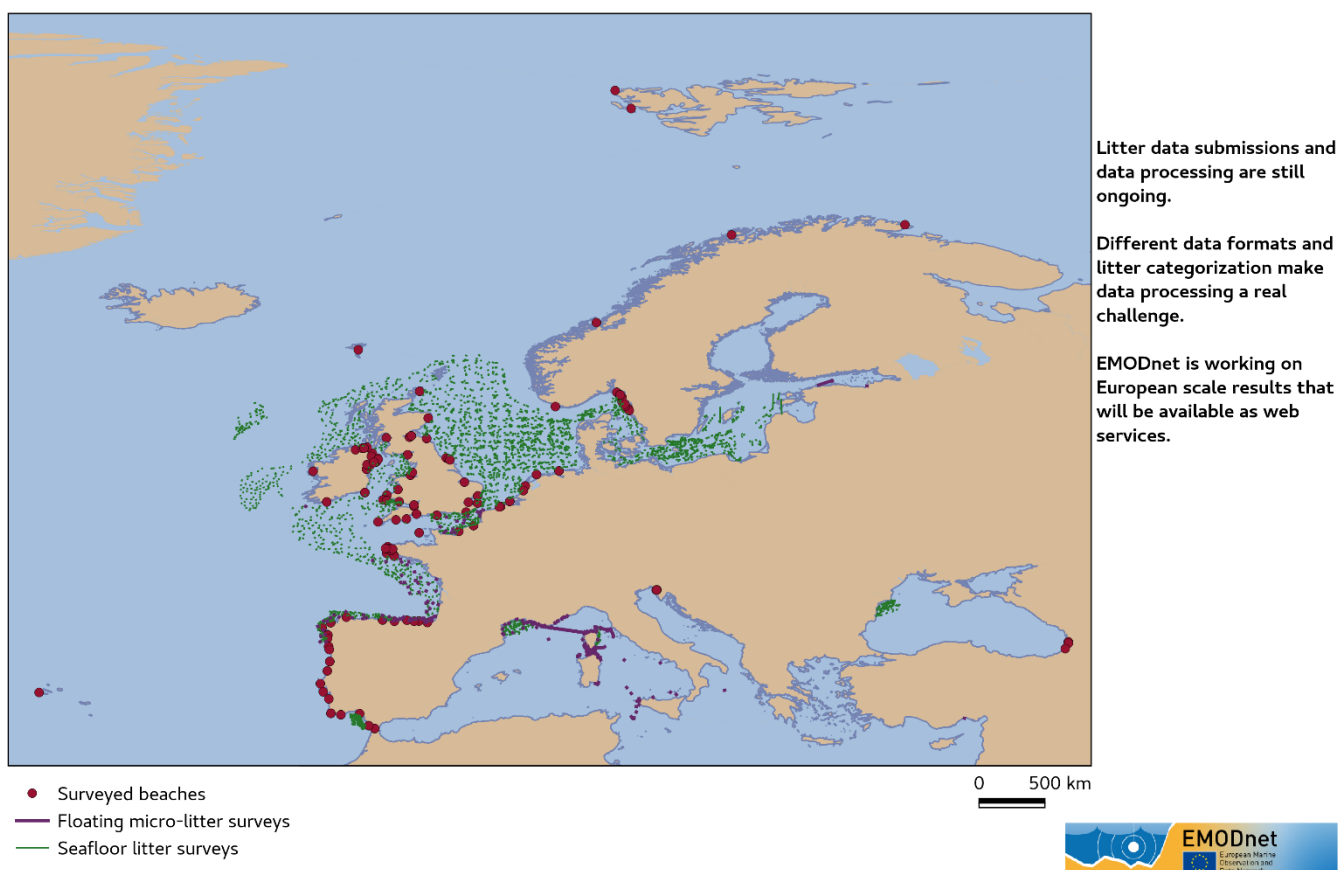 Litter data submissions and
data processing are still
ongoing.
Different data formats and
litter categorization make
data processing a real
challenge.
EMODnet is working on
European scale results that
will be available as web
services.
0 500 km
Surveyed beaches
Floating micro-litter surveys
Seafloor litter surveys
EMODnet
European Marine
Observation and